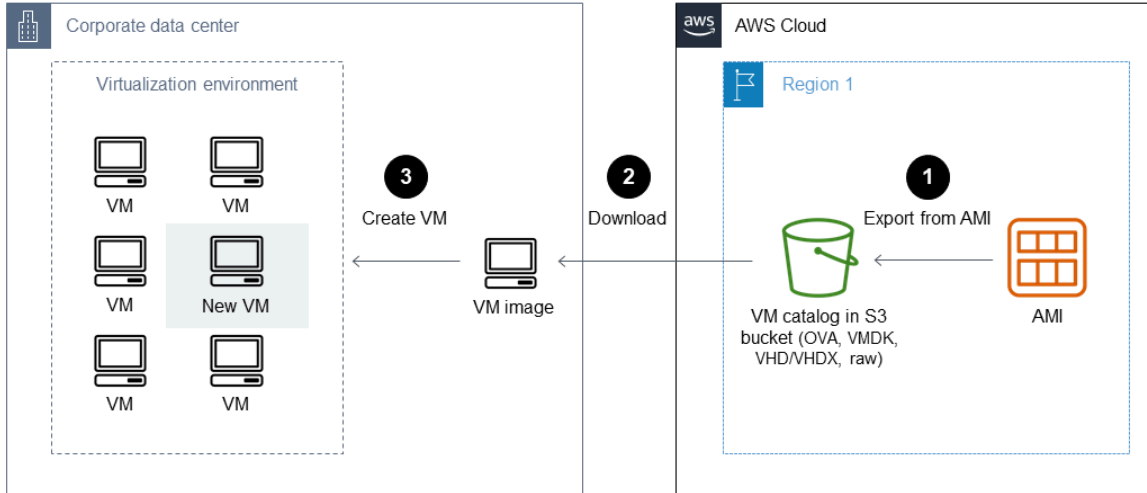 Corporate data center
aws
AWS Cloud
Virtualization environment
Region 1
VM
VM
3
2
1
Create VM
Download
Export from AMI
VM
New VM
VM image
VM catalog in S3
bucket (OVA, VMDK,
VHD/VHDX, raw)
AMI
VM
VM